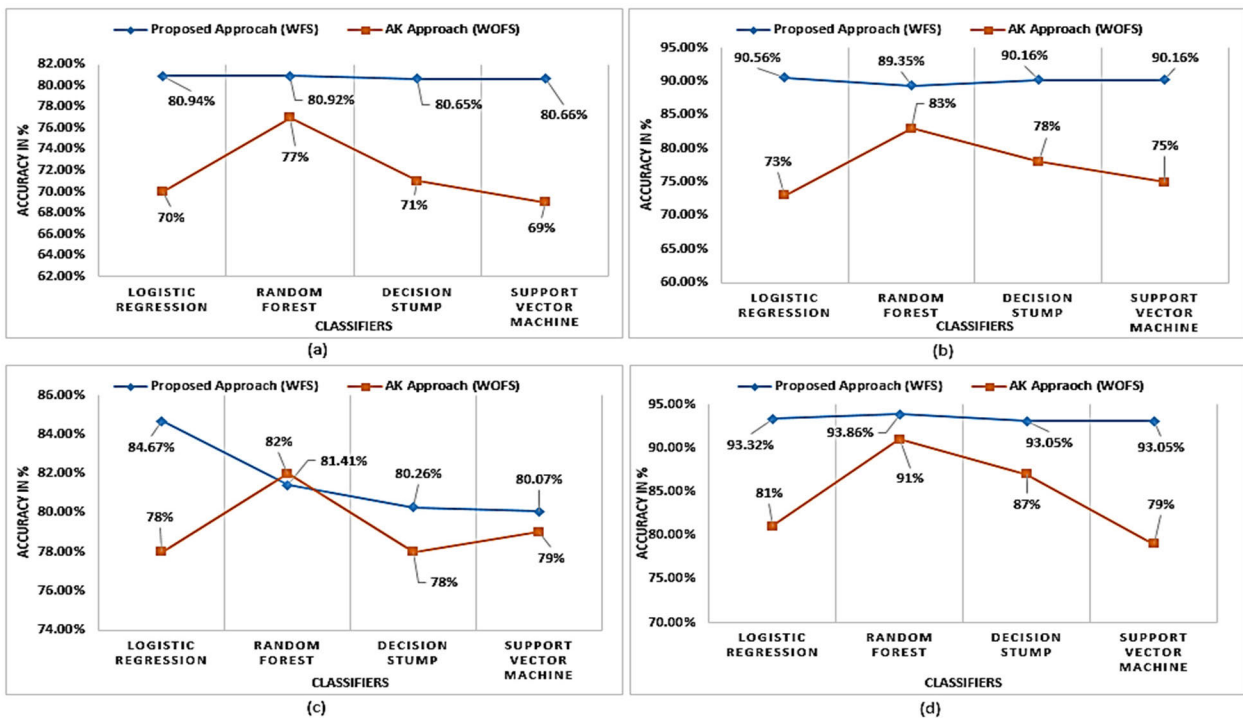 Proposed Approcah (WFS) AK Approach (WOFS)
82.00%
80.00%
78.00%
76.00%
74.00%
72.00%
70.00%
68.00%
66.00%
64.00%
62.00%
ACCURACY IN %
80.94%
80.92%
80.65%
80.66%
70%
77%
71%
69%
LOGISTIC REGRESSION
RANDOM FOREST
DECISION STUMP
SUPPORT VECTOR MACHINE
CLASSIFIERS
(a)
Proposed Approach (WFS) AK Approach (WOFS)
95.00%
90.00%
85.00%
80.00%
75.00%
70.00%
65.00%
60.00%
ACCURACY IN %
90.56%
89.35%
90.16%
90.16%
73%
83%
78%
75%
LOGISTIC REGRESSION
RANDOM FOREST
DECISION STUMP
SUPPORT VECTOR MACHINE
CLASSIFIERS
(b)
Proposed Approach (WFS) AK Approach (WOFS)
86.00%
84.00%
82.00%
80.00%
78.00%
76.00%
74.00%
ACCURACY IN %
84.67%
81.41%
80.26%
80.07%
78%
82%
78%
79%
LOGISTIC REGRESSION
RANDOM FOREST
DECISION STUMP
SUPPORT VECTOR MACHINE
CLASSIFIERS
(c)
Proposed Approach (WFS) AK Appraoch (WOFS)
95.00%
90.00%
85.00%
80.00%
75.00%
70.00%
ACCURACY IN %
93.32%
93.86%
93.05%
93.05%
81%
91%
87%
79%
LOGISTIC REGRESSION
RANDOM FOREST
DECISION STUMP
SUPPORT VECTOR MACHINE
CLASSIFIERS
(d)